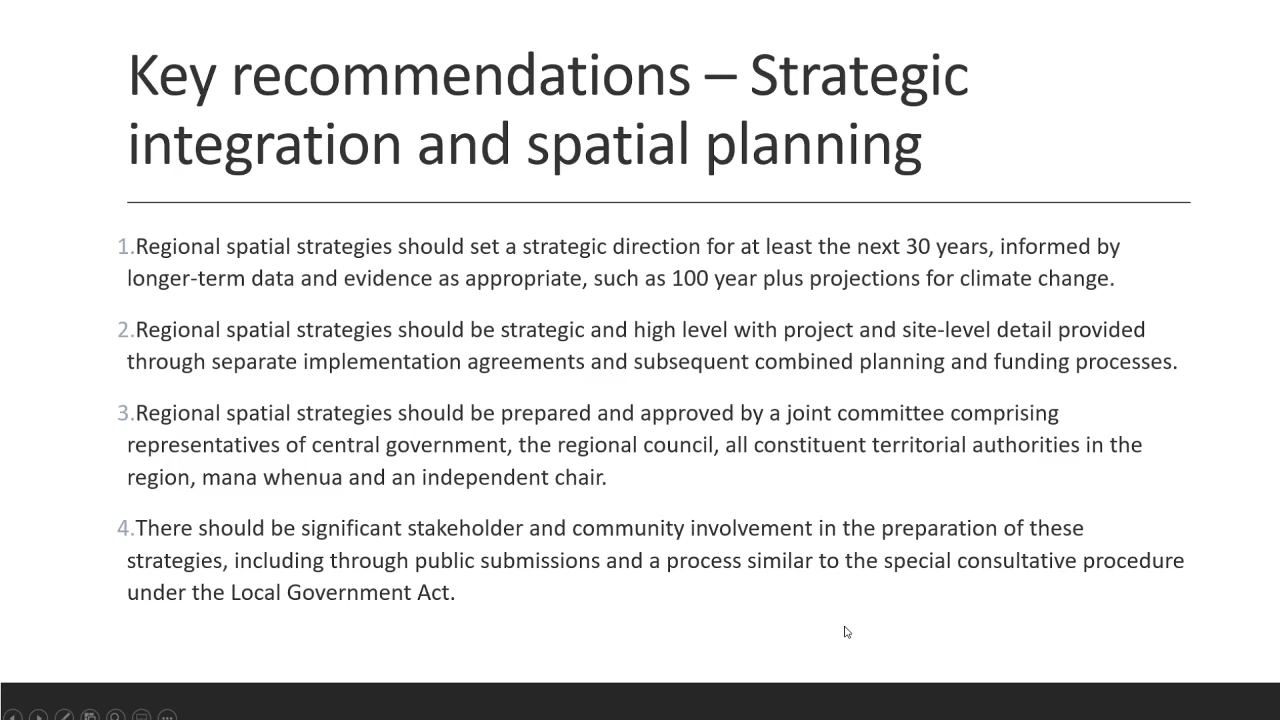 Key recommendations – Strategic
integration and spatial planning
1.Regional spatial strategies should set a strategic direction for at least the next 30 years, informed by
longer-term data and evidence as appropriate, such as 100 year plus projections for climate change.
2.Regional spatial strategies should be strategic and high level with project and site-level detail provided
through separate implementation agreements and subsequent combined planning and funding processes.
3.Regional spatial strategies should be prepared and approved by a joint committee comprising
representatives of central government, the regional council, all constituent territorial authorities in the
region, mana whenua and an independent chair.
4.There should be significant stakeholder and community involvement in the preparation of these
strategies, including through public submissions and a process similar to the special consultative procedure
under the Local Government Act.